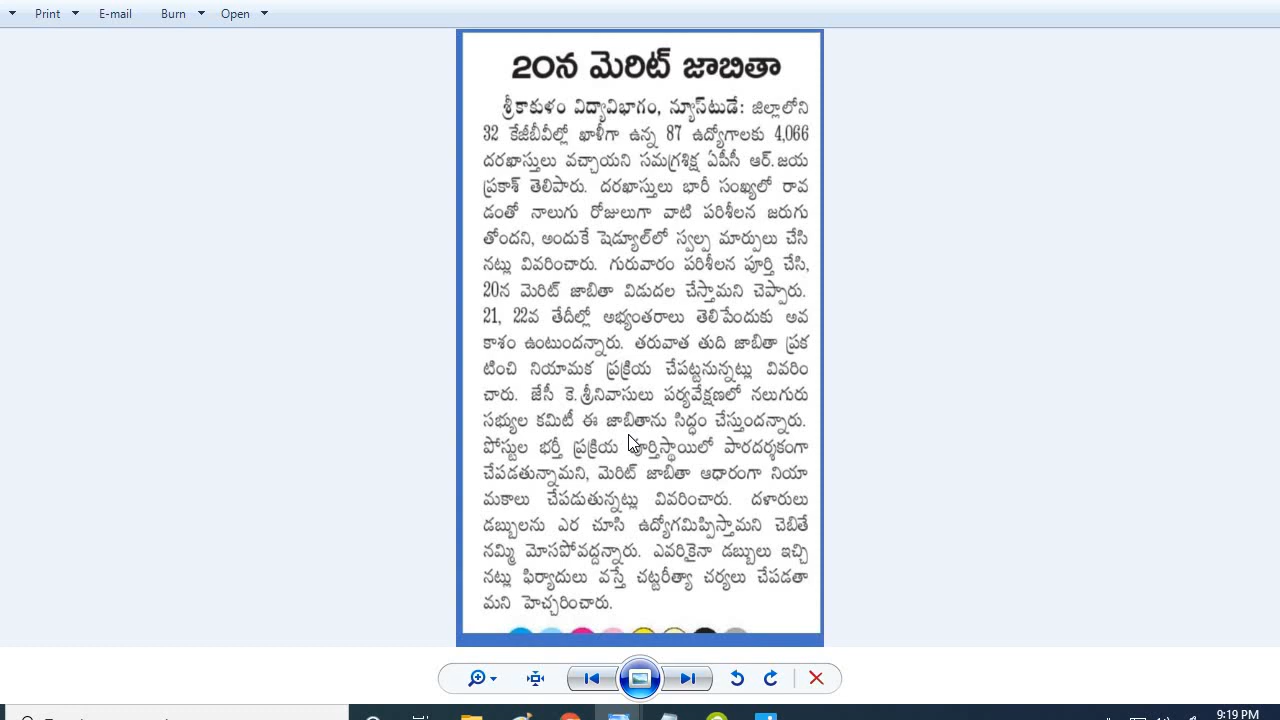 Print E-mail Burn Open
20న మెరిట్ జాబితా
శ్రీకాకుళం విద్యావిభాగం, న్యూస్‌టుడే: జిల్లాలోని
32 కేజీబీవీల్లో ఖాళీగా ఉన్న 87 ఉద్యోగాలకు 4,066
దరఖాస్తులు వచ్చాయని సమగ్రశిక్ష ఏపీసీ ఆర్.జయ
ప్రకాశ్ తెలిపారు. దరఖాస్తులు భారీ సంఖ్యలో రావ
డంతో నాలుగు రోజులుగా వాటి పరిశీలన జరుగు
తోందని, అందుకే షెడ్యూల్‌లో స్వల్ప మార్పులు చేసి
నట్లు వివరించారు. గురువారం పరిశీలన పూర్తి చేసి,
20న మెరిట్ జాబితా విడుదల చేస్తామని చెప్పారు.
21, 22వ తేదీల్లో అభ్యంతరాలు తెలిపేందుకు అవ
కాశం ఉంటుందన్నారు. తరువాత తుది జాబితా ప్రక
టించి నియామక ప్రక్రియ చేపట్టనున్నట్లు వివరిం
చారు. జేసీ కె.శ్రీనివాసులు పర్యవేక్షణలో నలుగురు
సభ్యుల కమిటీ ఈ జాబితాను సిద్ధం చేస్తుందన్నారు.
పోస్టుల భర్తీ ప్రక్రియ పూర్తిస్థాయిలో పారదర్శకంగా
చేపడతున్నామని, మెరిట్ జాబితా ఆధారంగా నియా
మకాలు చేపడుతున్నట్లు వివరించారు. దళారులు
డబ్బులను ఎర చూసి ఉద్యోగమిప్పిస్తామని చెబితే
నమ్మి మోసపోవద్దన్నారు. ఎవరికైనా డబ్బులు ఇచ్చి
నట్లు ఫిర్యాదులు వస్తే చట్టరీత్యా చర్యలు చేపడతా
మని హెచ్చరించారు.
9:19 PM